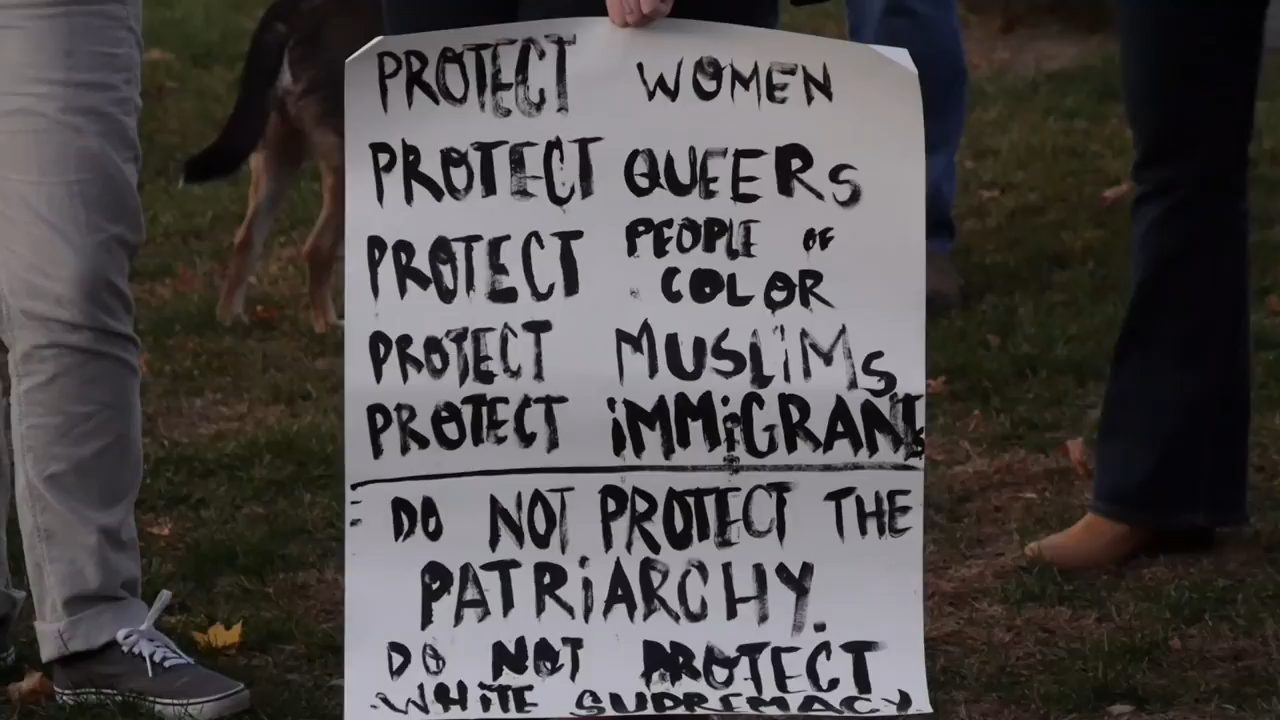 PROTECT WOMEN
PROTECT QUEERS
PROTECT PEOPLE OF COLOR
PROTECT MUSLiMs
PROTECT iMMiGRANTs
DO NOT PROTECT THE
PATRiARCHY.
DO NOT PROTECT
WHiTE SUPREMACY.